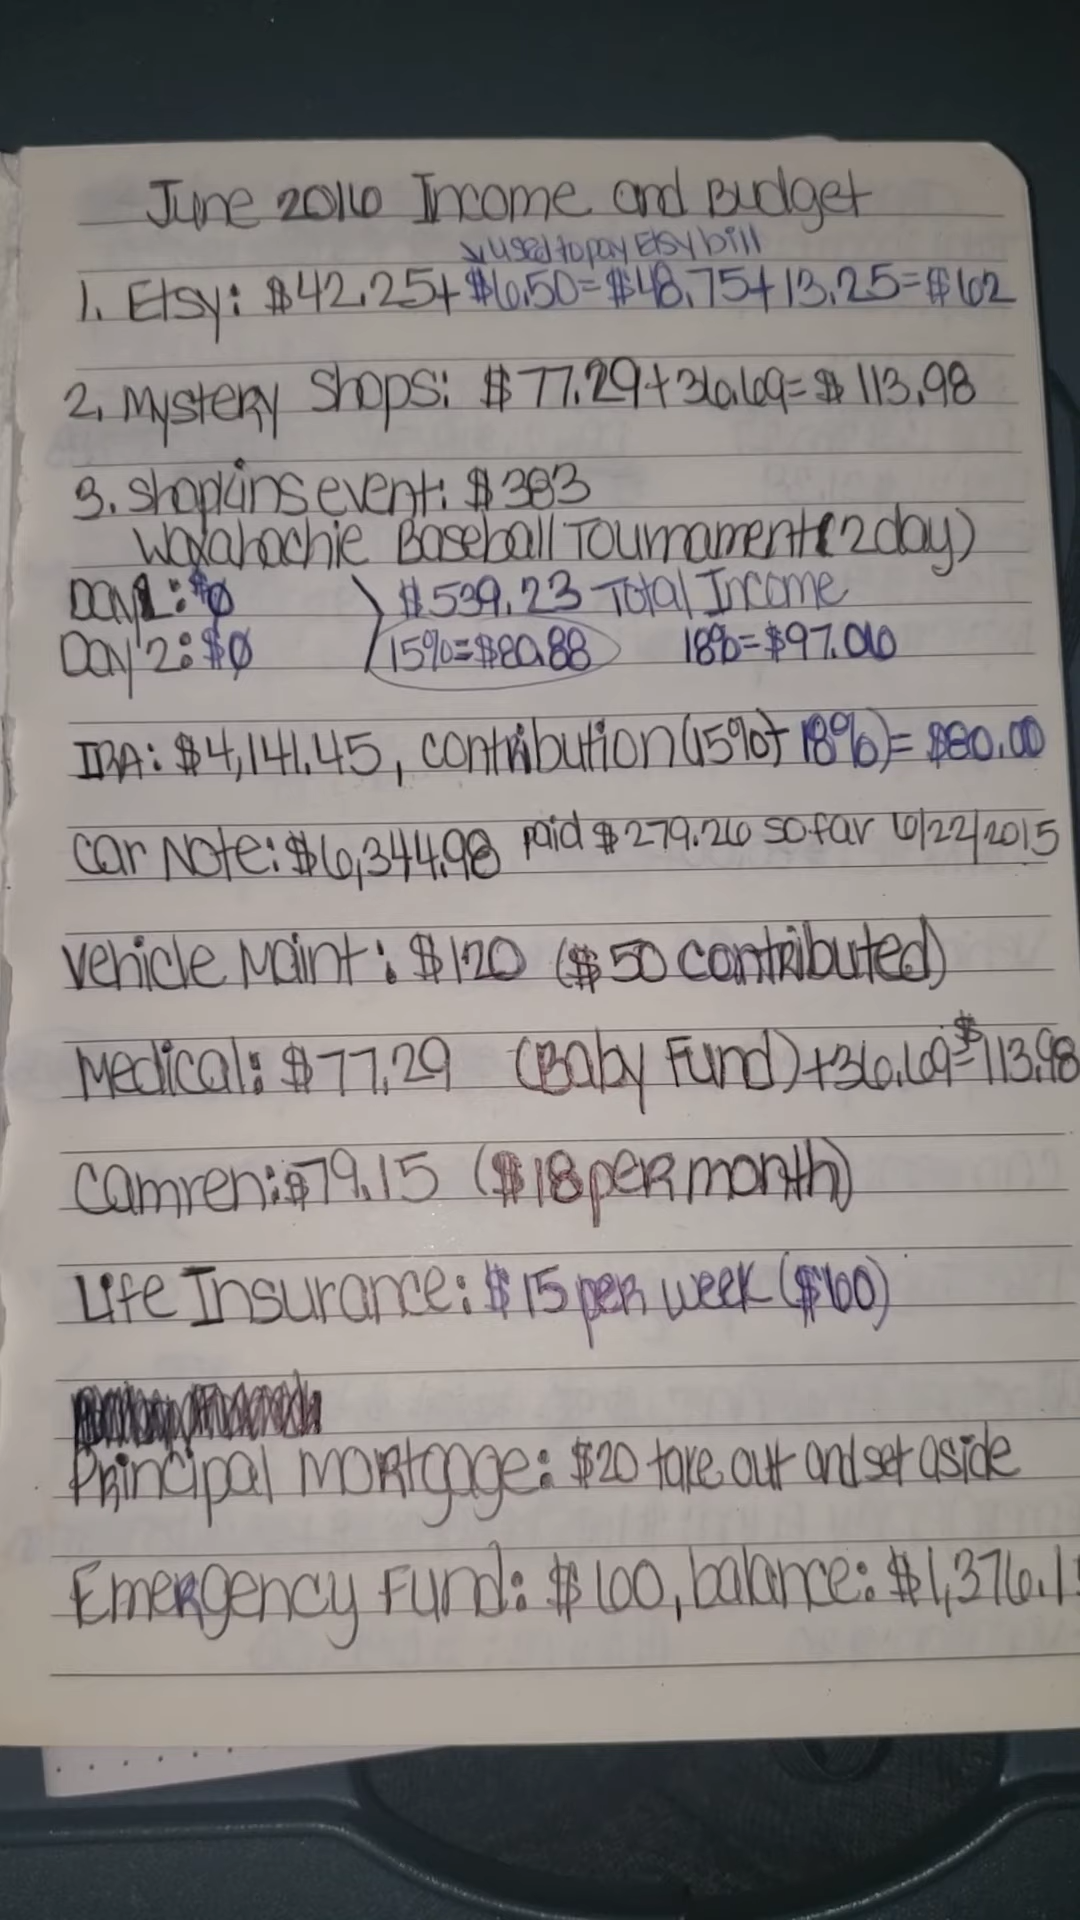 June 2016 Income and Budget
used to pay Etsy bill
1. Etsy: $42.25+ $6.50= $48.75+13.25= $62
2. Mystery Shops: $77.29+36.69= $113.98
3. Shopkins event: $383
Waxahachie Baseball Tournament (2 day)
Day 1: $0 $539.23 Total Income
Day 2: $0 15%=$80.88 18%=$97.06
IRA: $4,141.45, contribution (15%+ 18%)= $80.00
Car Note: $6,344.98 paid $279.26 so far 6/22/2015
Vehicle Maint: $120 ($50 contributed)
Medical: $77.29 (Baby Fund) +36.69=$113.98
Camren: $79.15 ($18 per month)
Life Insurance: $15 per week ($60)
Principal Mortgage: $20 take out and set aside
Emergency Fund: $60, balance: $1,376.1